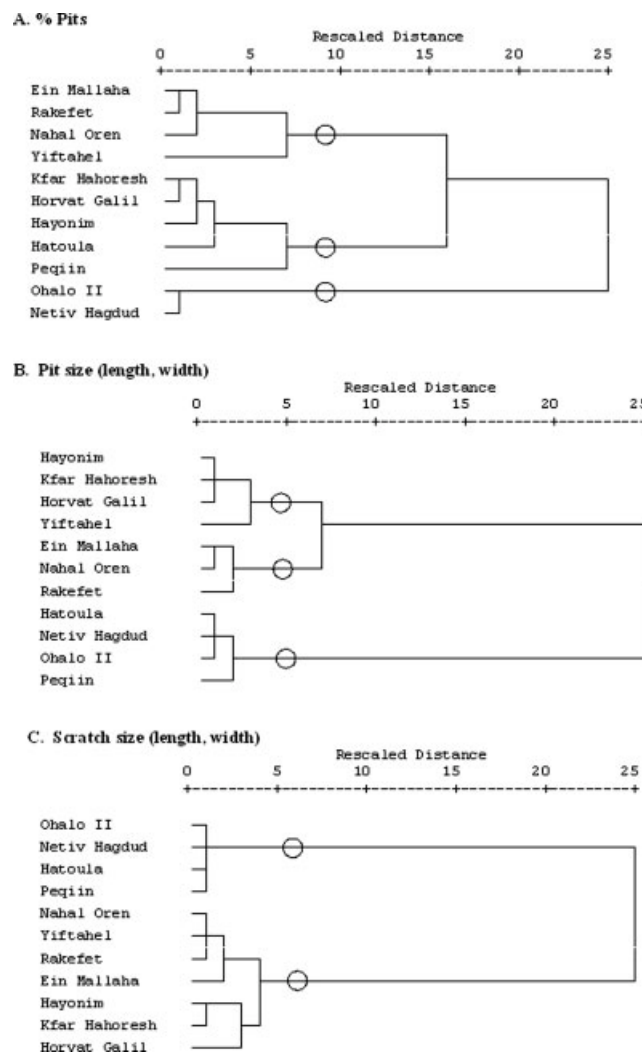 A. % Pits
Rescaled Distance
0 5 10 15 20 25
Ein Mallaha
Rakefet
Nahal Oren
Yiftahel
Kfar Hahoresh
Horvat Galil
Hayonim
Hatoula
Peqiin
Ohalo II
Netiv Hagdud
B. Pit size (length, width)
Rescaled Distance
0 5 10 15 20 25
Hayonim
Kfar Hahoresh
Horvat Galil
Yiftahel
Ein Mallaha
Nahal Oren
Rakefet
Hatoula
Netiv Hagdud
Ohalo II
Peqiin
C. Scratch size (length, width)
Rescaled Distance
0 5 10 15 20 25
Ohalo II
Netiv Hagdud
Hatoula
Peqiin
Nahal Oren
Yiftahel
Rakefet
Ein Mallaha
Hayonim
Kfar Hahoresh
Horvat Galil